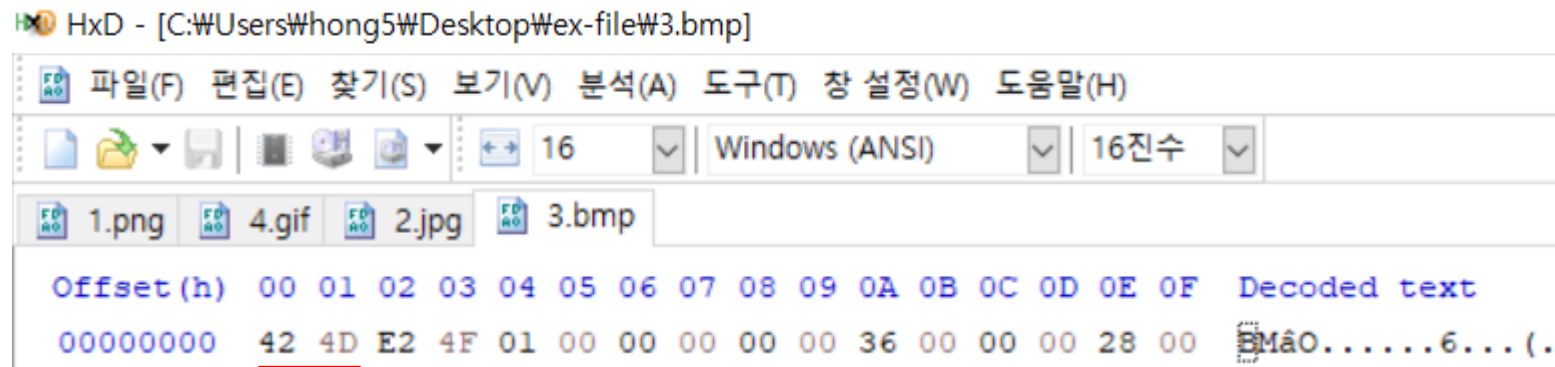 HxD - [C:₩Users₩hong5₩Desktop₩ex-file₩3.bmp]
파일(F) 편집(E) 찾기(S) 보기(V) 분석(A) 도구(T) 창 설정(W) 도움말(H)
16 Windows (ANSI) 16진수
1.png 4.gif 2.jpg 3.bmp
Offset(h) 00 01 02 03 04 05 06 07 08 09 0A 0B 0C 0D 0E 0F Decoded text
00000000 42 4D E2 4F 01 00 00 00 00 00 36 00 00 00 28 00 BMâO......6...(.